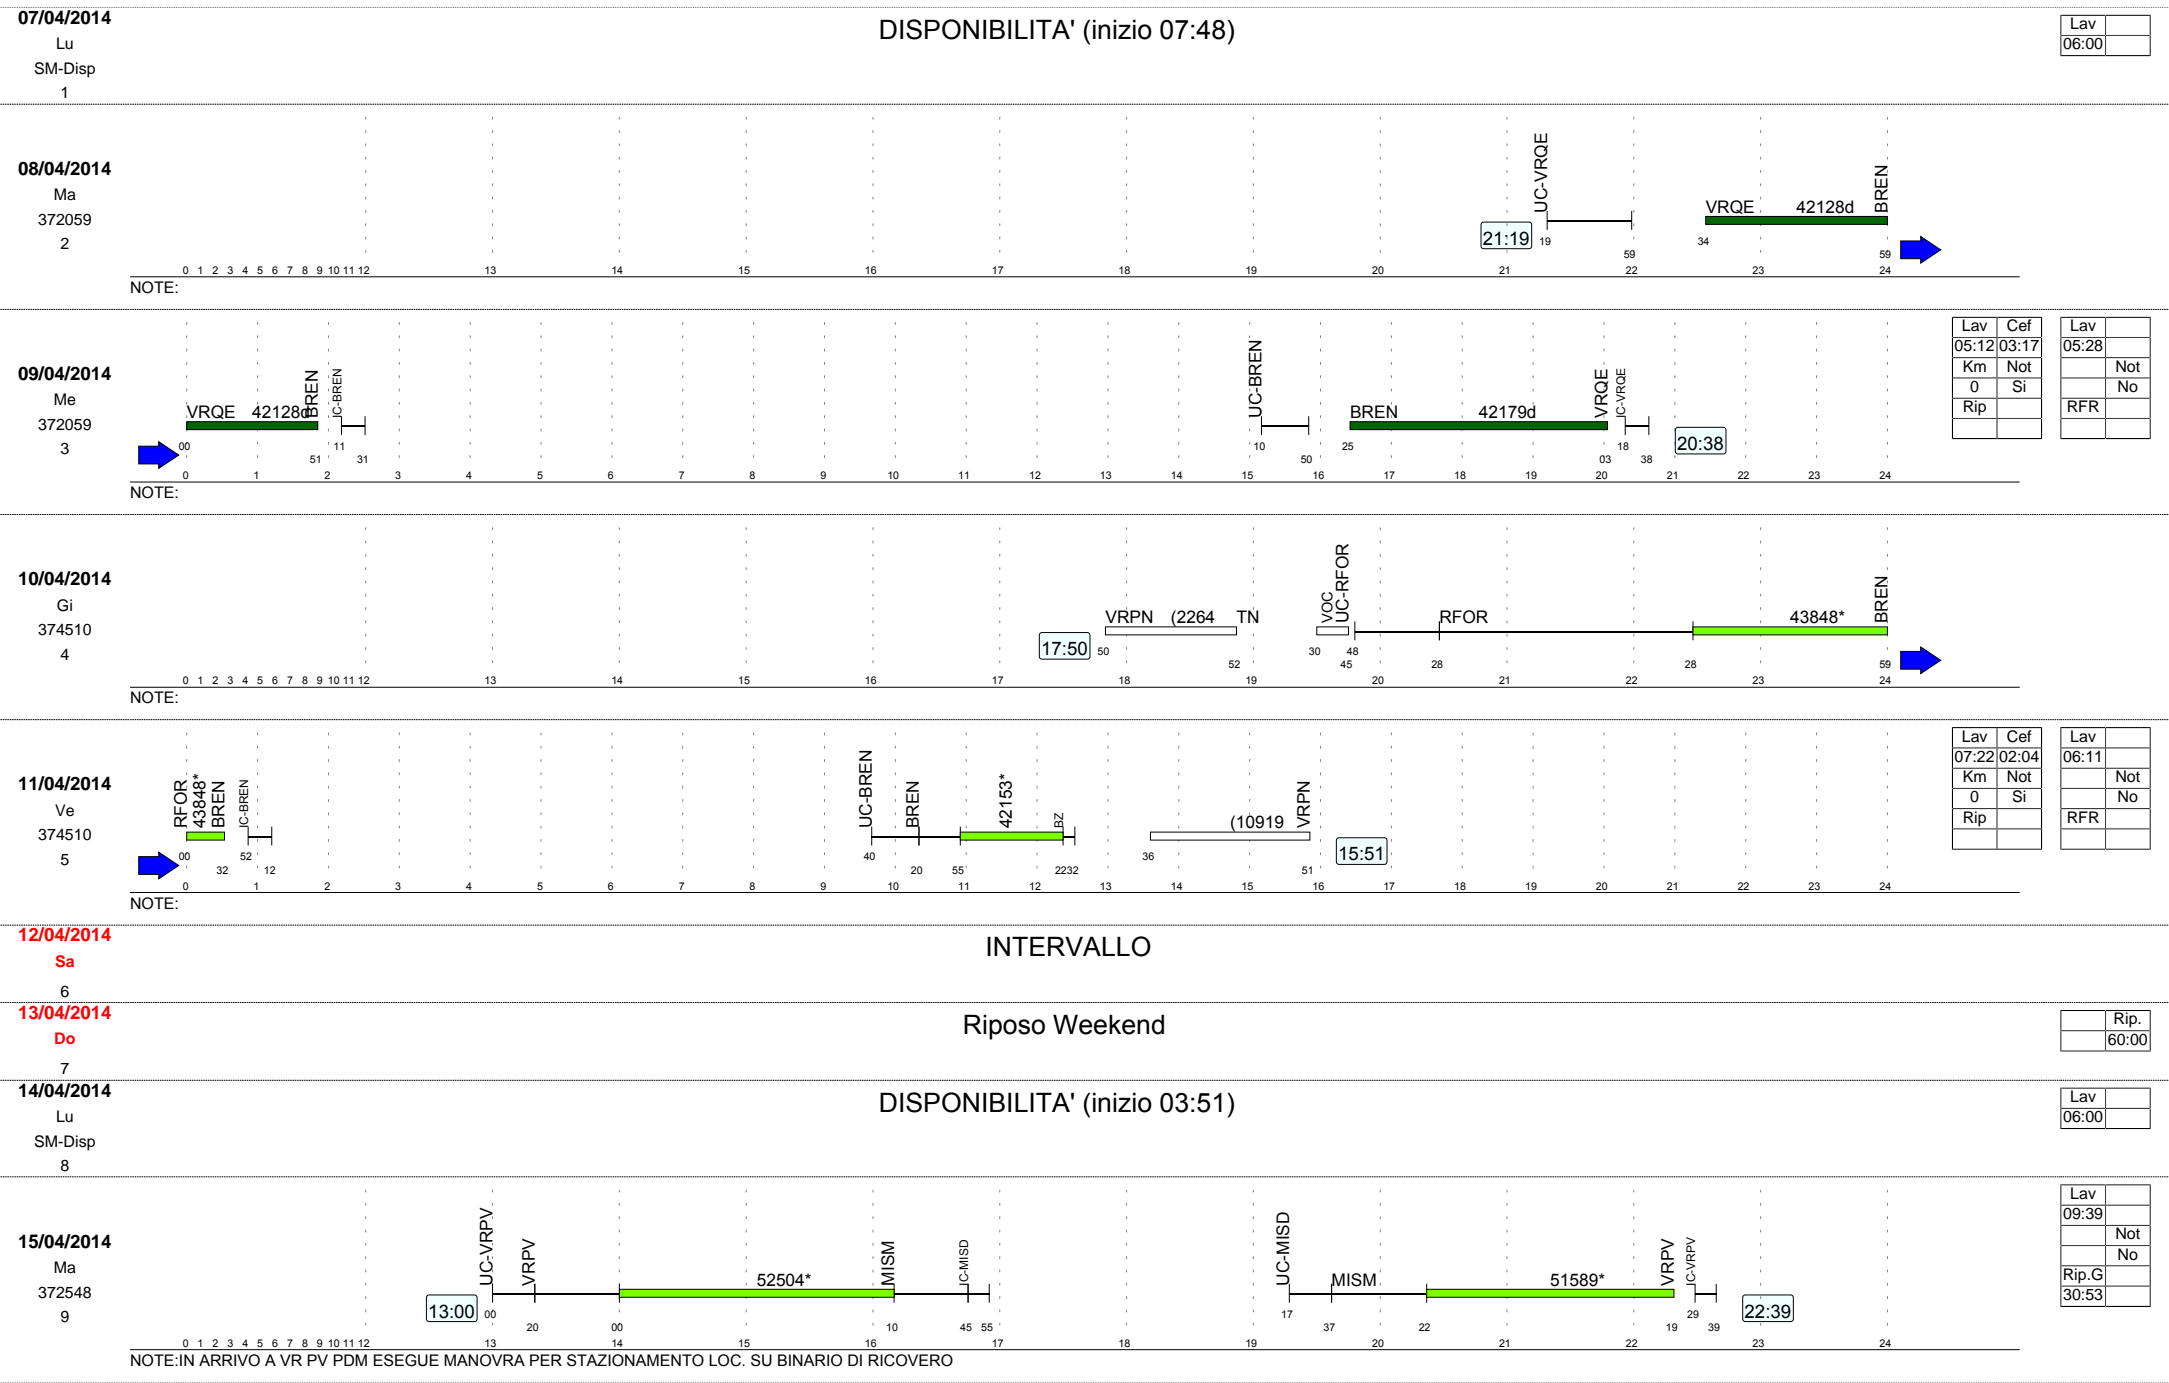 07/04/2014
Lu
SM-Disp
1
DISPONIBILITA' (inizio 07:48)
Lav
06:00
08/04/2014
Ma
372059
2
21:19
UC-VRQE
19
59
VRQE 42128d BREN
34
59
0 1 2 3 4 5 6 7 8 9 10 11 12 13 14 15 16 17 18 19 20 21 22 23 24
NOTE:
09/04/2014
Me
372059
3
VRQE 42128d BREN
00
51
IC-BREN
11
31
UC-BREN
10
50
BREN 42179d VRQE
25
03
IC-VRQE
18
38
20:38
0 1 2 3 4 5 6 7 8 9 10 11 12 13 14 15 16 17 18 19 20 21 22 23 24
NOTE:
Lav Cef
05:12 03:17
Km Not
0 Si
Rip
Lav
05:28
Not
No
RFR
10/04/2014
Gi
374510
4
17:50
VRPN (2264 TN
50
52
VOC
30
45
UC-RFOR
48
RFOR
28
43848* BREN
28
59
0 1 2 3 4 5 6 7 8 9 10 11 12 13 14 15 16 17 18 19 20 21 22 23 24
NOTE:
11/04/2014
Ve
374510
5
RFOR 43848* BREN
00
32
IC-BREN
52
12
UC-BREN
40
BREN
20
42153*
55
BZ
2232
(10919 VRPN
36
51
15:51
0 1 2 3 4 5 6 7 8 9 10 11 12 13 14 15 16 17 18 19 20 21 22 23 24
NOTE:
Lav Cef
07:22 02:04
Km Not
0 Si
Rip
Lav
06:11
Not
No
RFR
12/04/2014
Sa
6
INTERVALLO
13/04/2014
Do
7
Riposo Weekend
Rip.
60:00
14/04/2014
Lu
SM-Disp
8
DISPONIBILITA' (inizio 03:51)
Lav
06:00
15/04/2014
Ma
372548
9
13:00
UC-VRPV
00
VRPV
20
52504* MISM
00
10
IC-MISD
45 55
UC-MISD
17
MISM
37
51589* VRPV
22
19
IC-VRPV
29
39
22:39
0 1 2 3 4 5 6 7 8 9 10 11 12 13 14 15 16 17 18 19 20 21 22 23 24
NOTE:IN ARRIVO A VR PV PDM ESEGUE MANOVRA PER STAZIONAMENTO LOC. SU BINARIO DI RICOVERO
Lav
09:39
Not
No
Rip.G
30:53